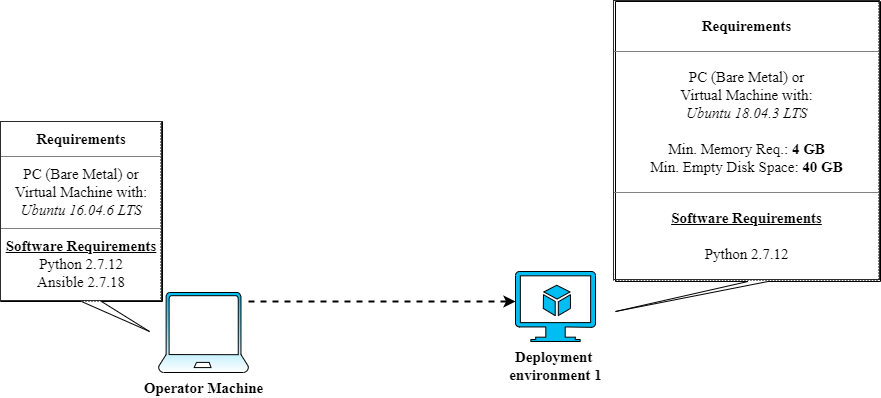 Requirements
PC (Bare Metal) or
Virtual Machine with:
Ubuntu 16.04.6 LTS
Software Requirements
Python 2.7.12
Ansible 2.7.18
Operator Machine
Requirements
PC (Bare Metal) or
Virtual Machine with:
Ubuntu 18.04.3 LTS
Min. Memory Req.: 4 GB
Min. Empty Disk Space: 40 GB
Software Requirements
Python 2.7.12
Deployment
environment 1